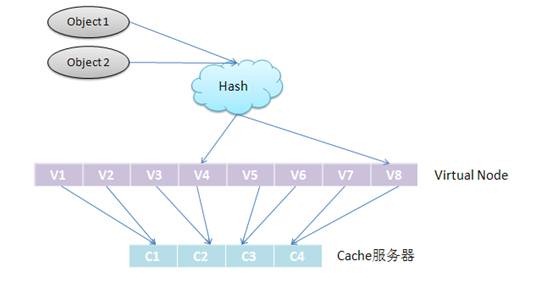 Object1
Object2
Hash
V1 V2 V3 V4 V5 V6 V7 V8 Virtual Node
C1 C2 C3 C4 Cache服务器